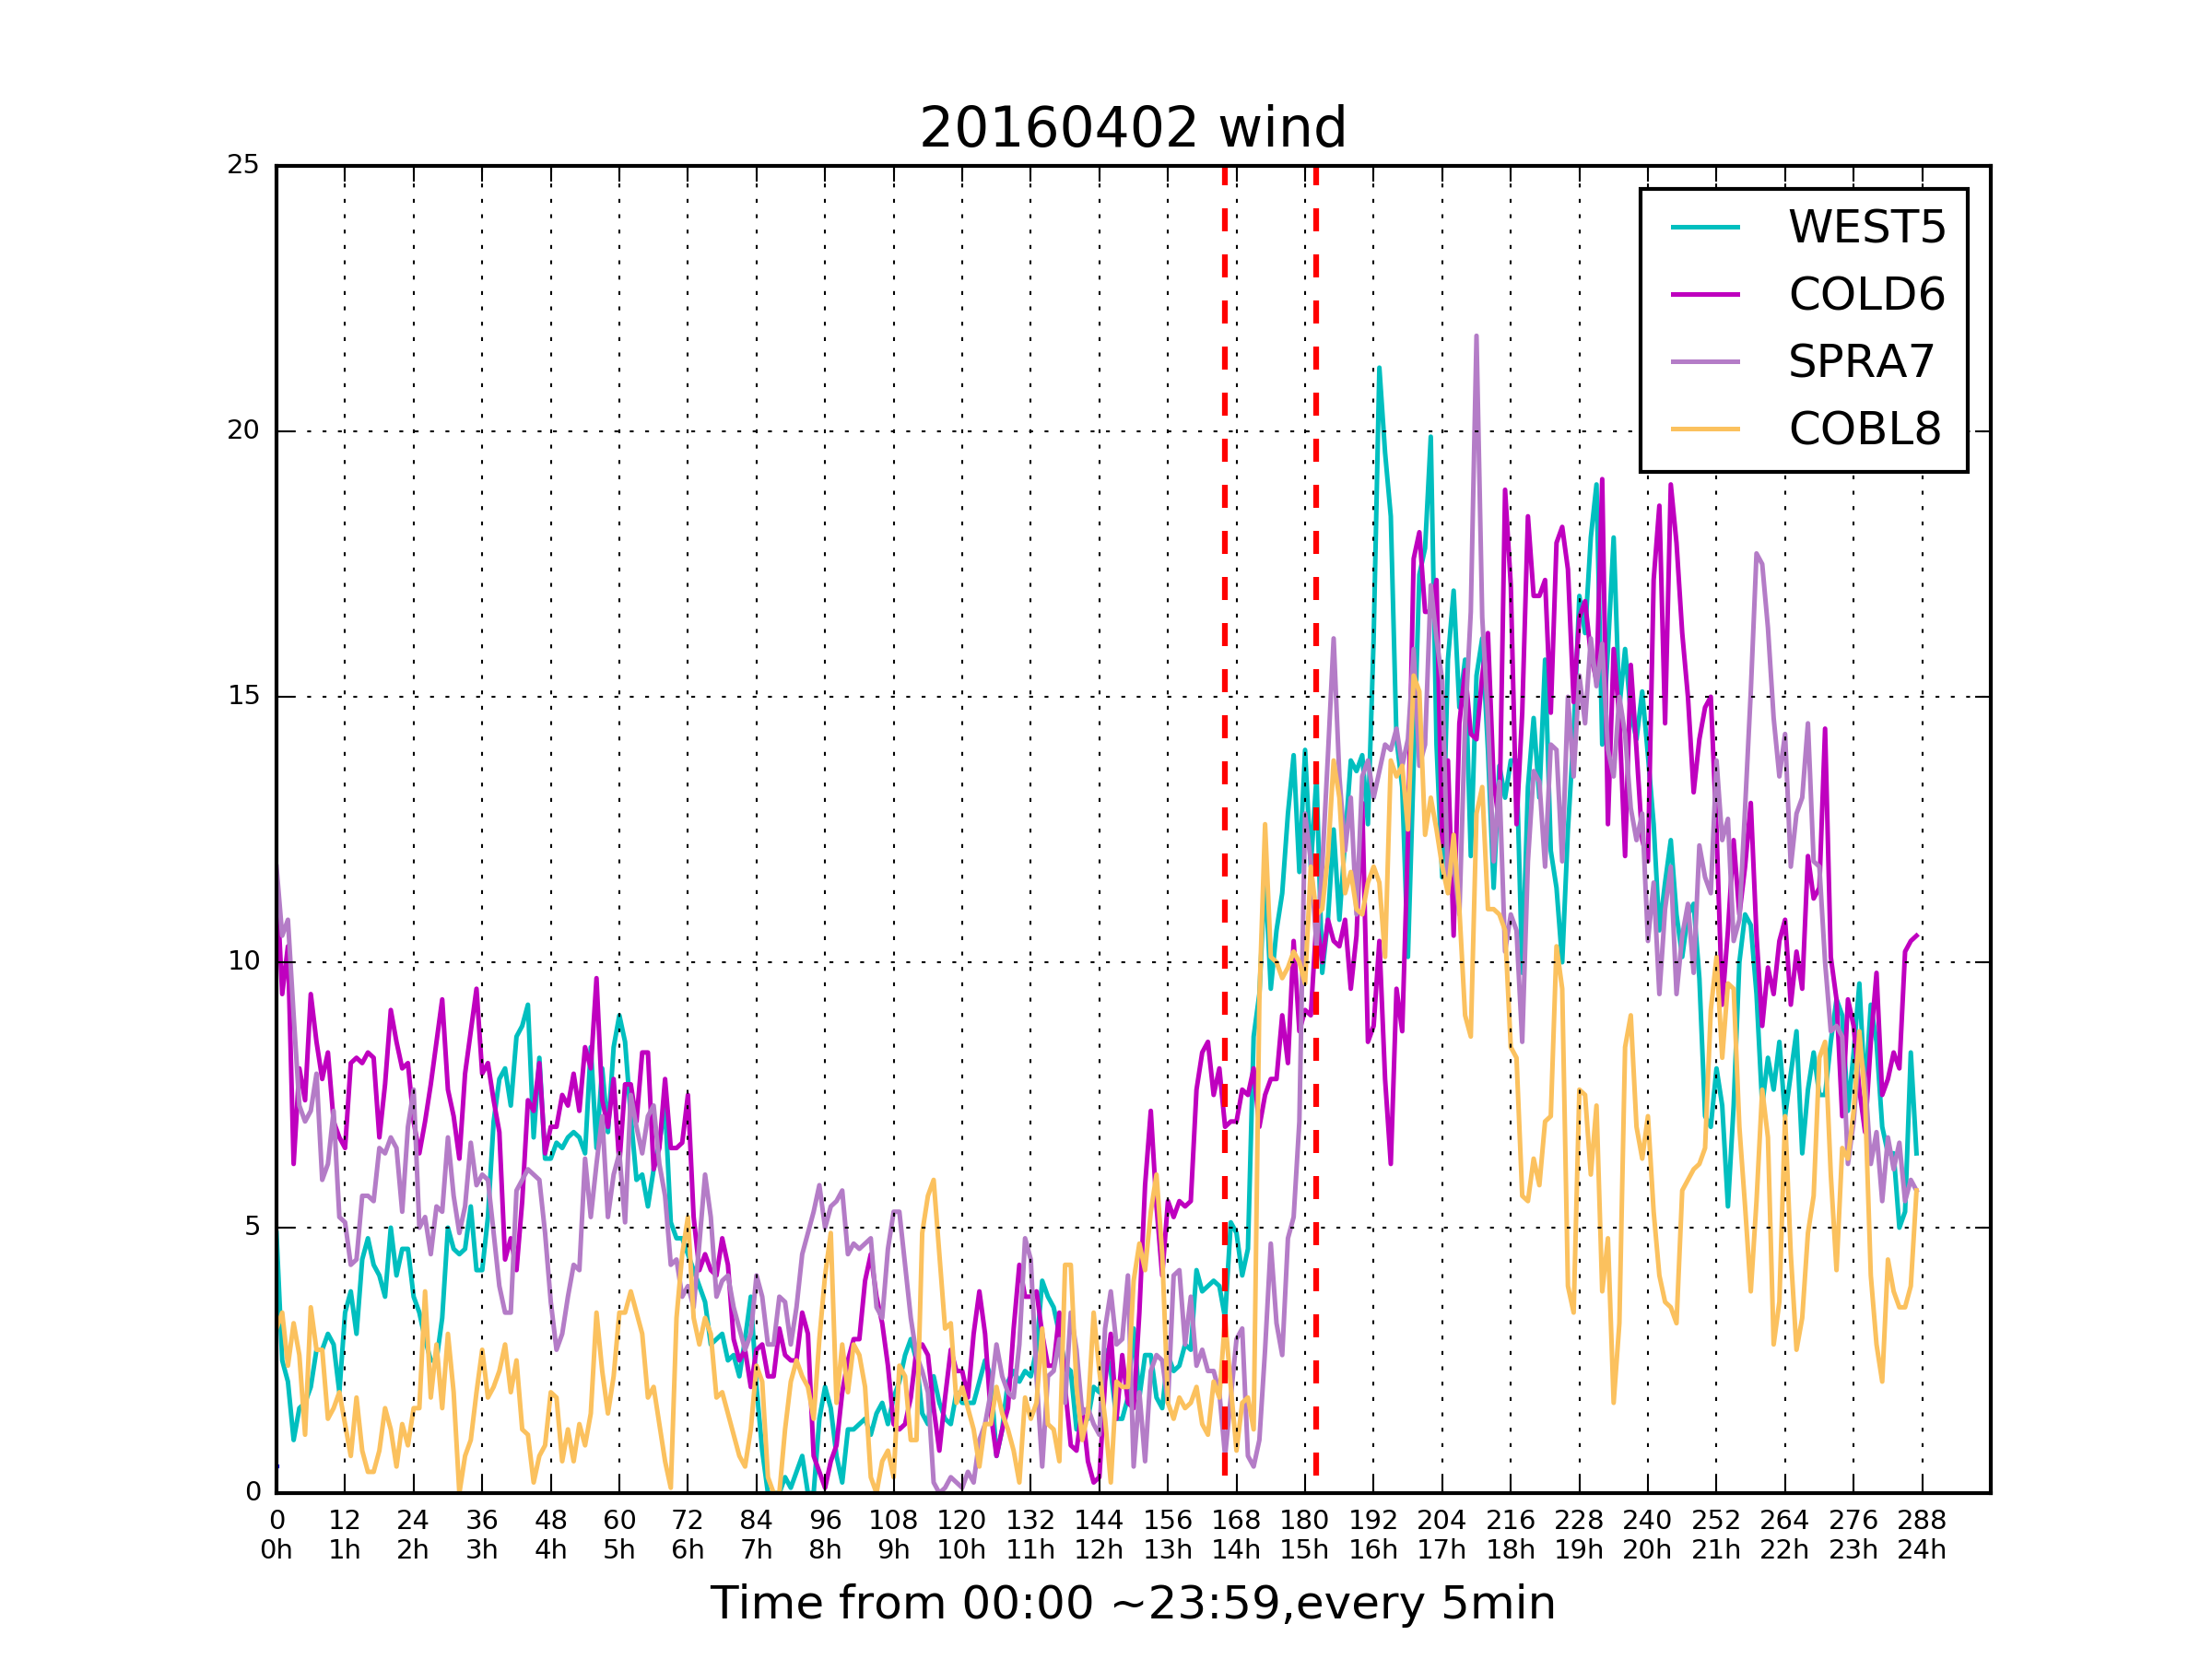 20160402 wind
25
20
15
10
5
0
WEST5
COLD6
SPRA7
COBL8
0 12 24 36 48 60 72 84 96 108 120 132 144 156 168 180 192 204 216 228 240 252 264 276 288
0h 1h 2h 3h 4h 5h 6h 7h 8h 9h 10h 11h 12h 13h 14h 15h 16h 17h 18h 19h 20h 21h 22h 23h 24h
Time from 00:00 ~23:59,every 5min